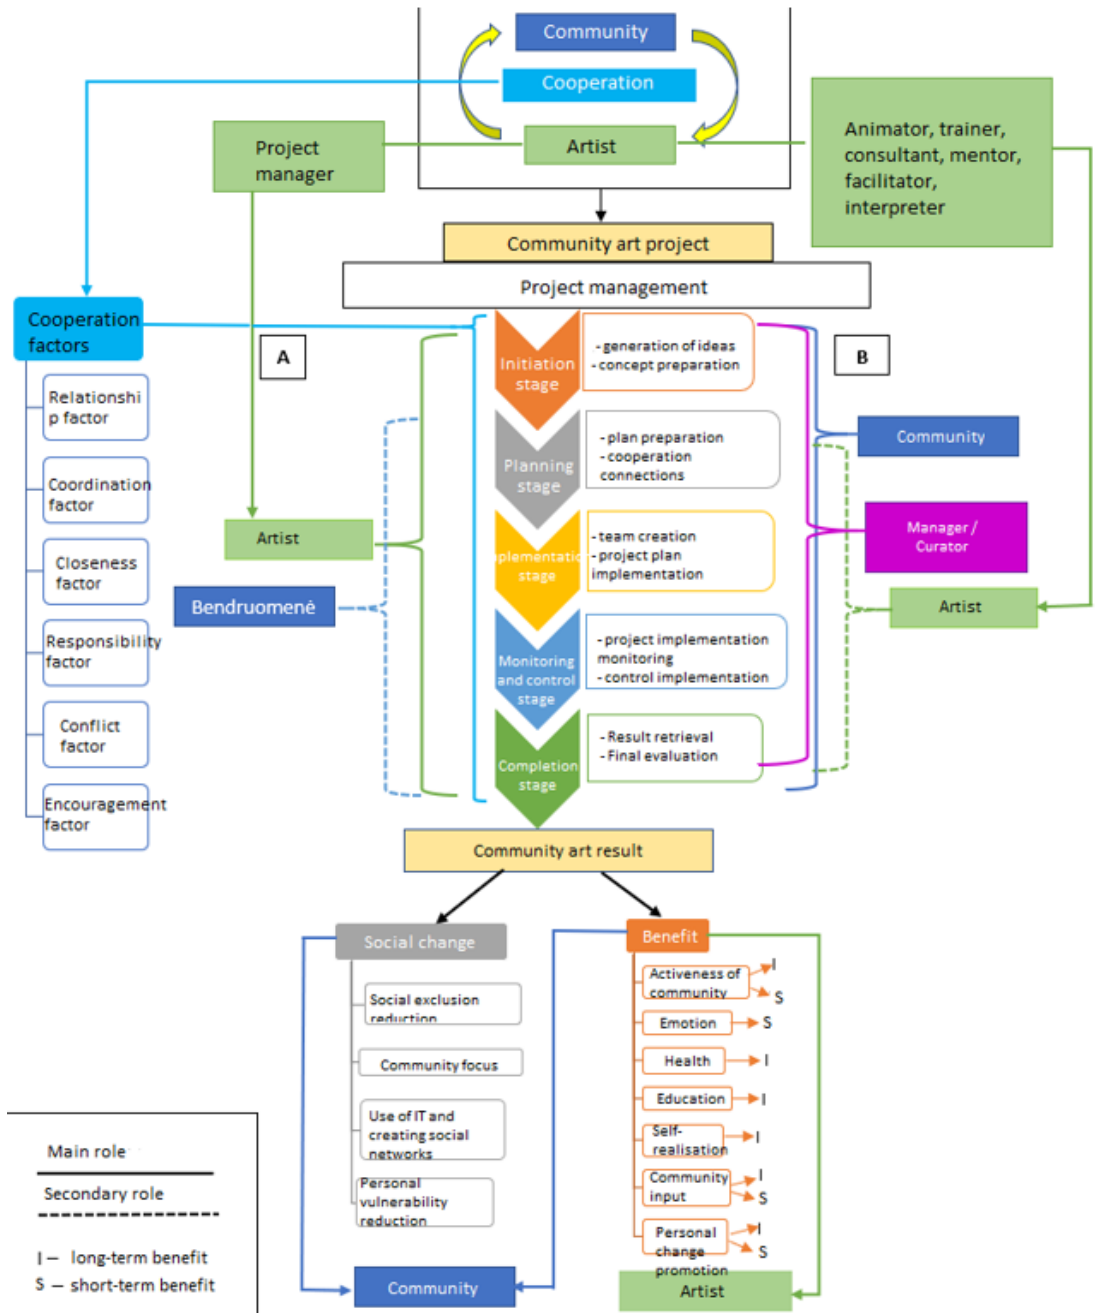 Community
Cooperation
Artist
Project
manager
Animator, trainer,
consultant, mentor,
facilitator,
interpreter
Community art project
Project management
Cooperation
factors
Relationshi
p factor
Coordination
factor
Closeness
factor
Responsibility
factor
Conflict
factor
Encouragement
factor
A
B
Artist
Bendruomenė
Initiation
stage
- generation of ideas
- concept preparation
Planning
stage
- plan preparation
- cooperation
connections
mplementation
stage
- team creation
- project plan
implementation
Monitoring
and control
stage
- project implementation
monitoring
- control implementation
Completion
stage
- Result retrieval
- Final evaluation
Community
Manager /
Curator
Artist
Community art result
Social change
Social exclusion
reduction
Community focus
Use of IT and
creating social
networks
Personal
vulnerability
reduction
Benefit
Activeness of
community
l
S
Emotion
S
Health
l
Education
l
Self-
realisation
l
Community
input
l
S
Personal
change
promotion
l
S
Community
Artist
Main role
Secondary role
l – long-term benefit
S – short-term benefit